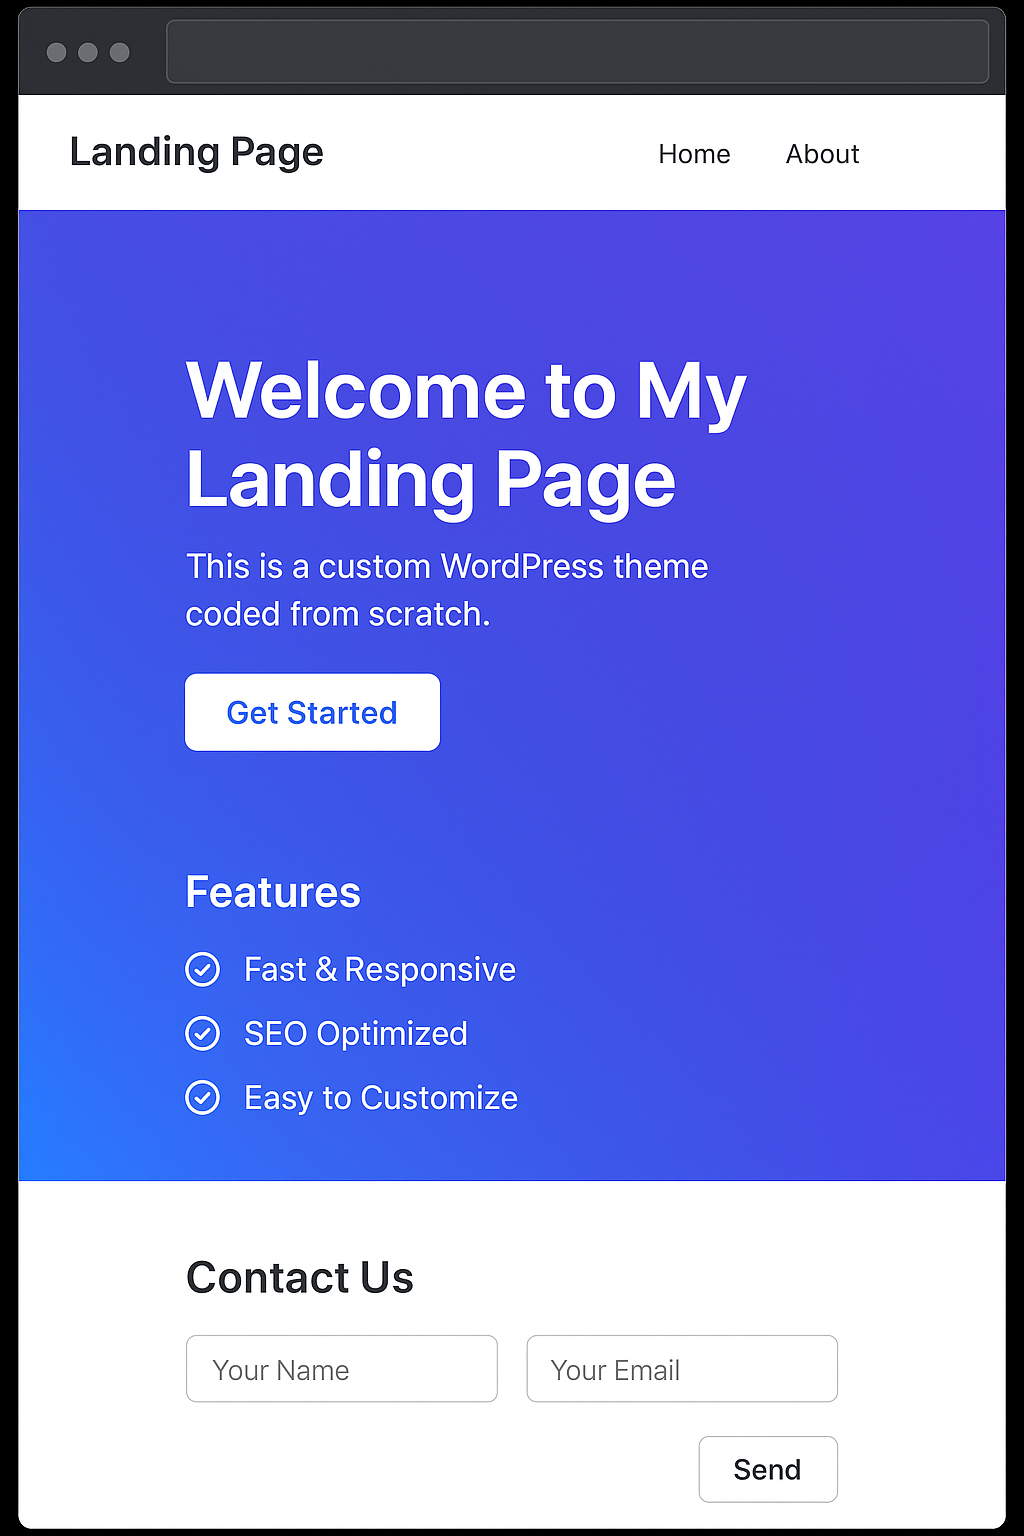 Landing Page
Home About
Welcome to My
Landing Page
This is a custom WordPress theme
coded from scratch.
Get Started
Features
Fast & Responsive
SEO Optimized
Easy to Customize
Contact Us
Your Name
Your Email
Send